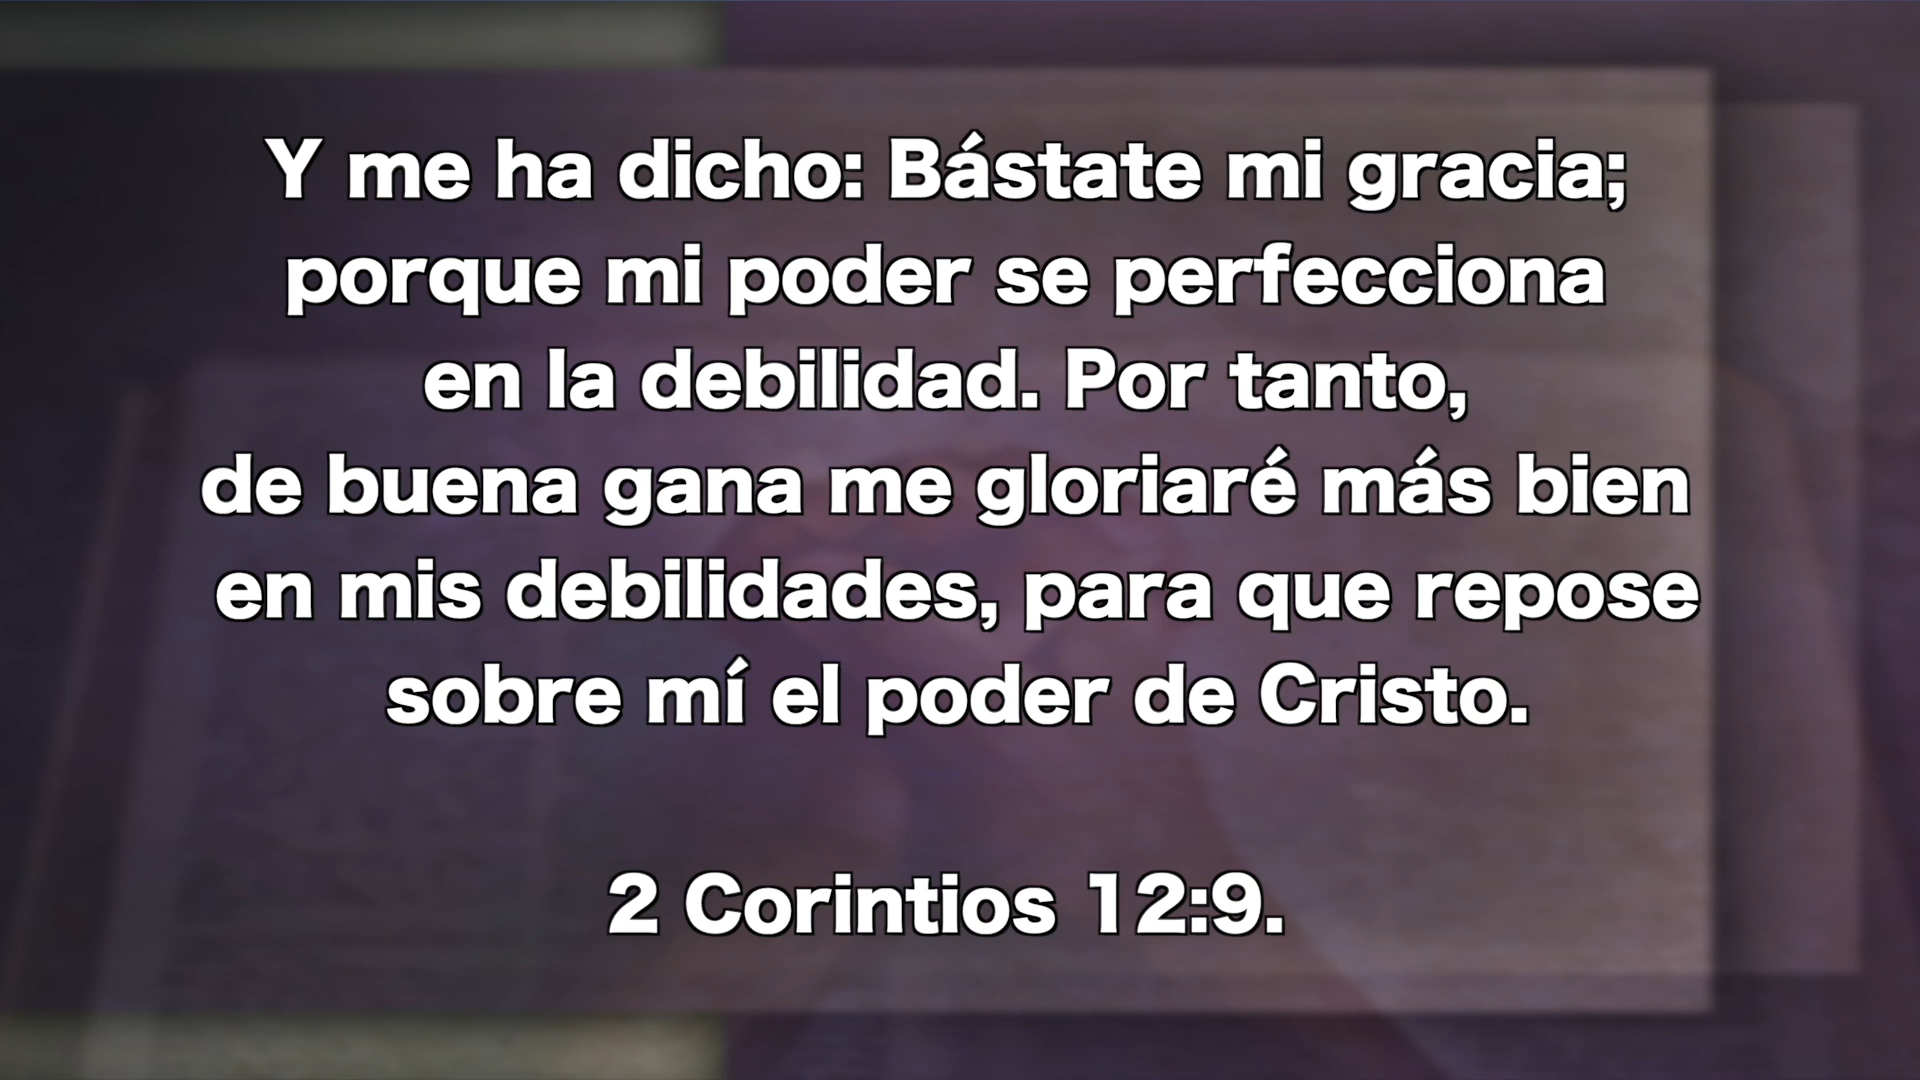 Y me ha dicho: Bástate mi gracia;
porque mi poder se perfecciona
en la debilidad. Por tanto,
de buena gana me gloriaré más bien
en mis debilidades, para que repose
sobre mí el poder de Cristo.
2 Corintios 12:9.